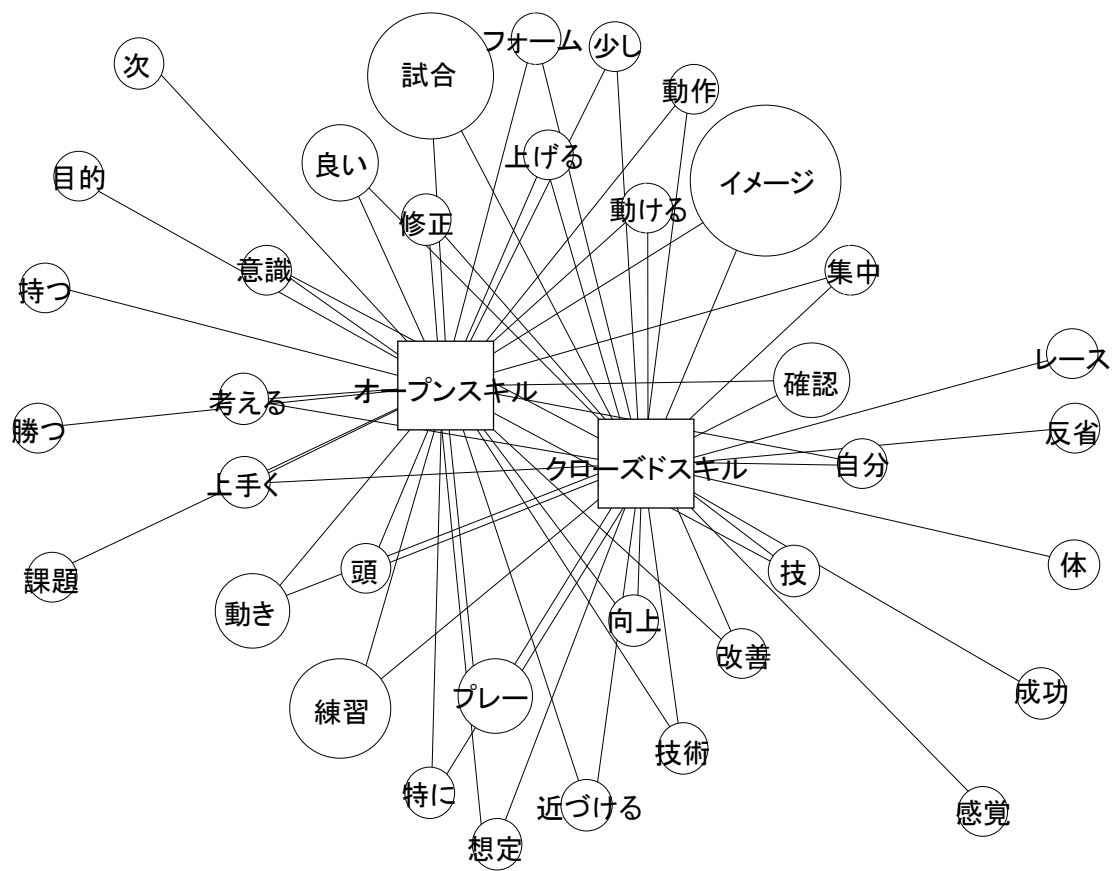 試合
フォーム
少し
次
動作
良い
上げる
イメージ
目的
修正
動ける
意識
集中
持つ
レース
オープンスキル
確認
考える
勝つ
反省
クローズドスキル
自分
上手く
課題
頭
技
体
動き
向上
改善
プレー
成功
練習
技術
特に
近づける
感覚
想定